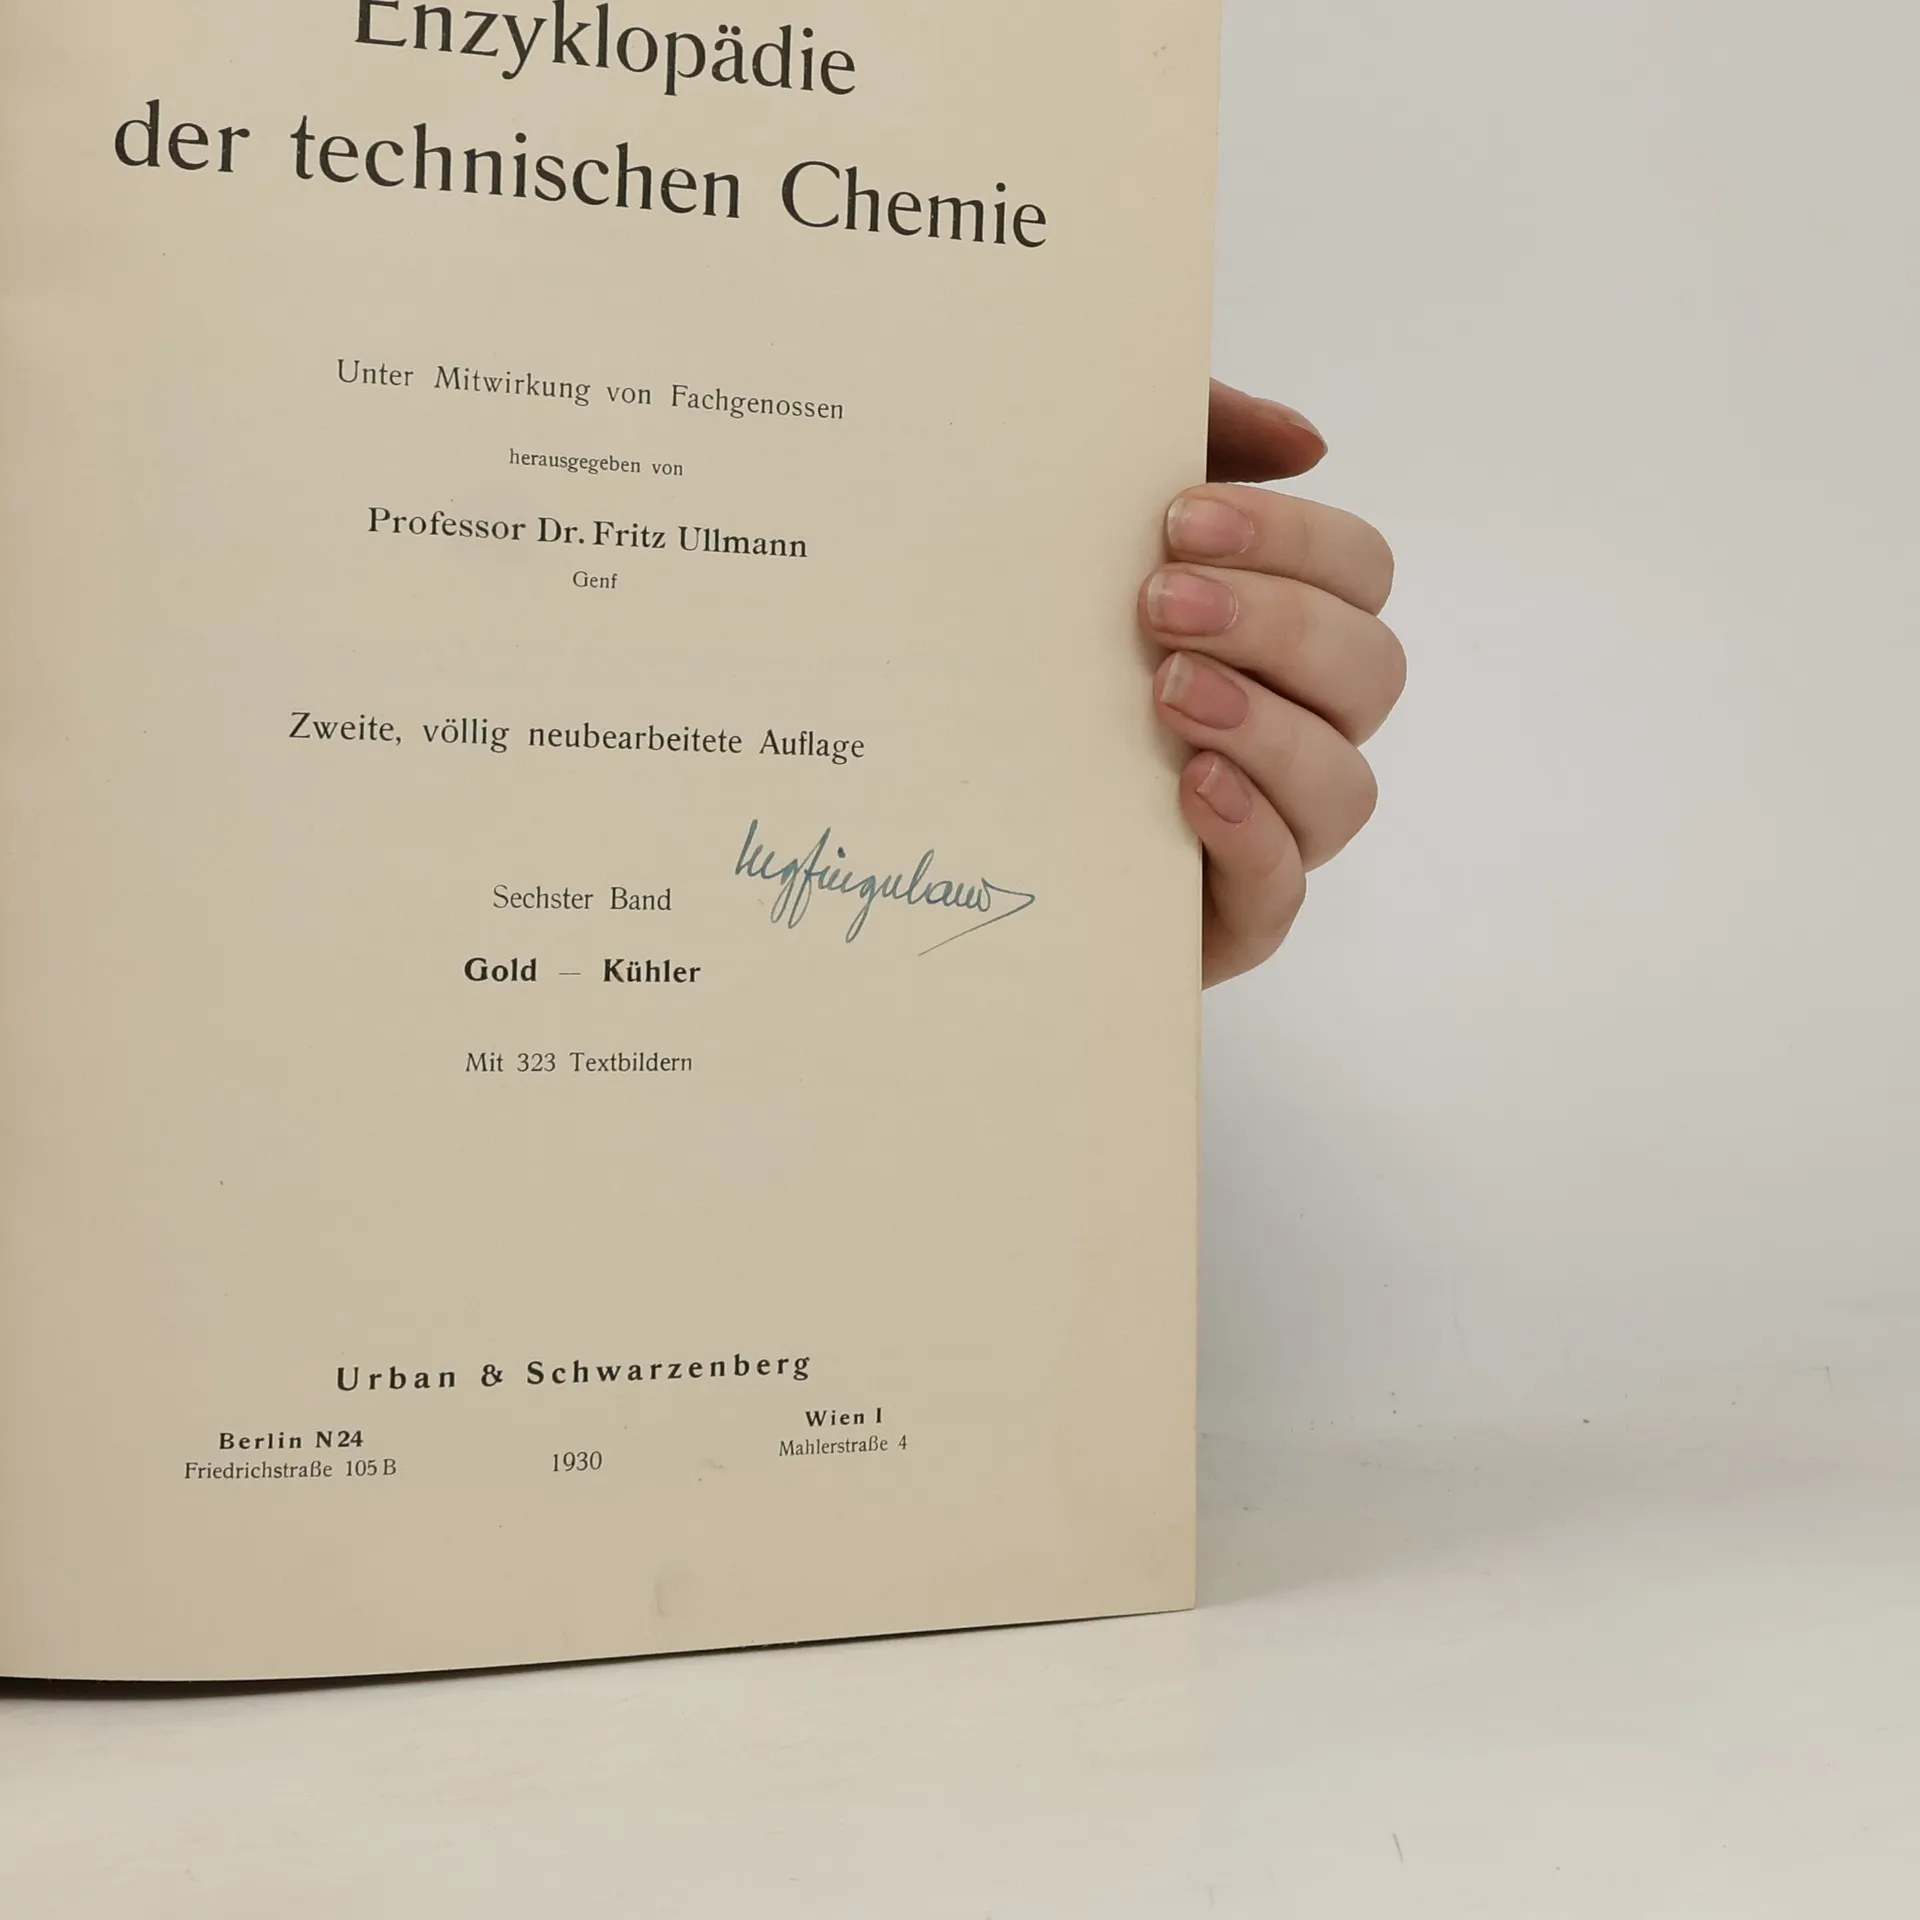 Enzyklopädie
der technischen Chemie
Unter Mitwirkung von Fachgenossen
herausgegeben von
Professor Dr. Fritz Ullmann
Genf
Zweite, völlig neubearbeitete Auflage
Sechster Band
Gold — Kühler
Mit 323 Textbildern
Urban & Schwarzenberg
Berlin N 24
Friedrichstraße 105 B
1930
Wien I
Mahlerstraße 4